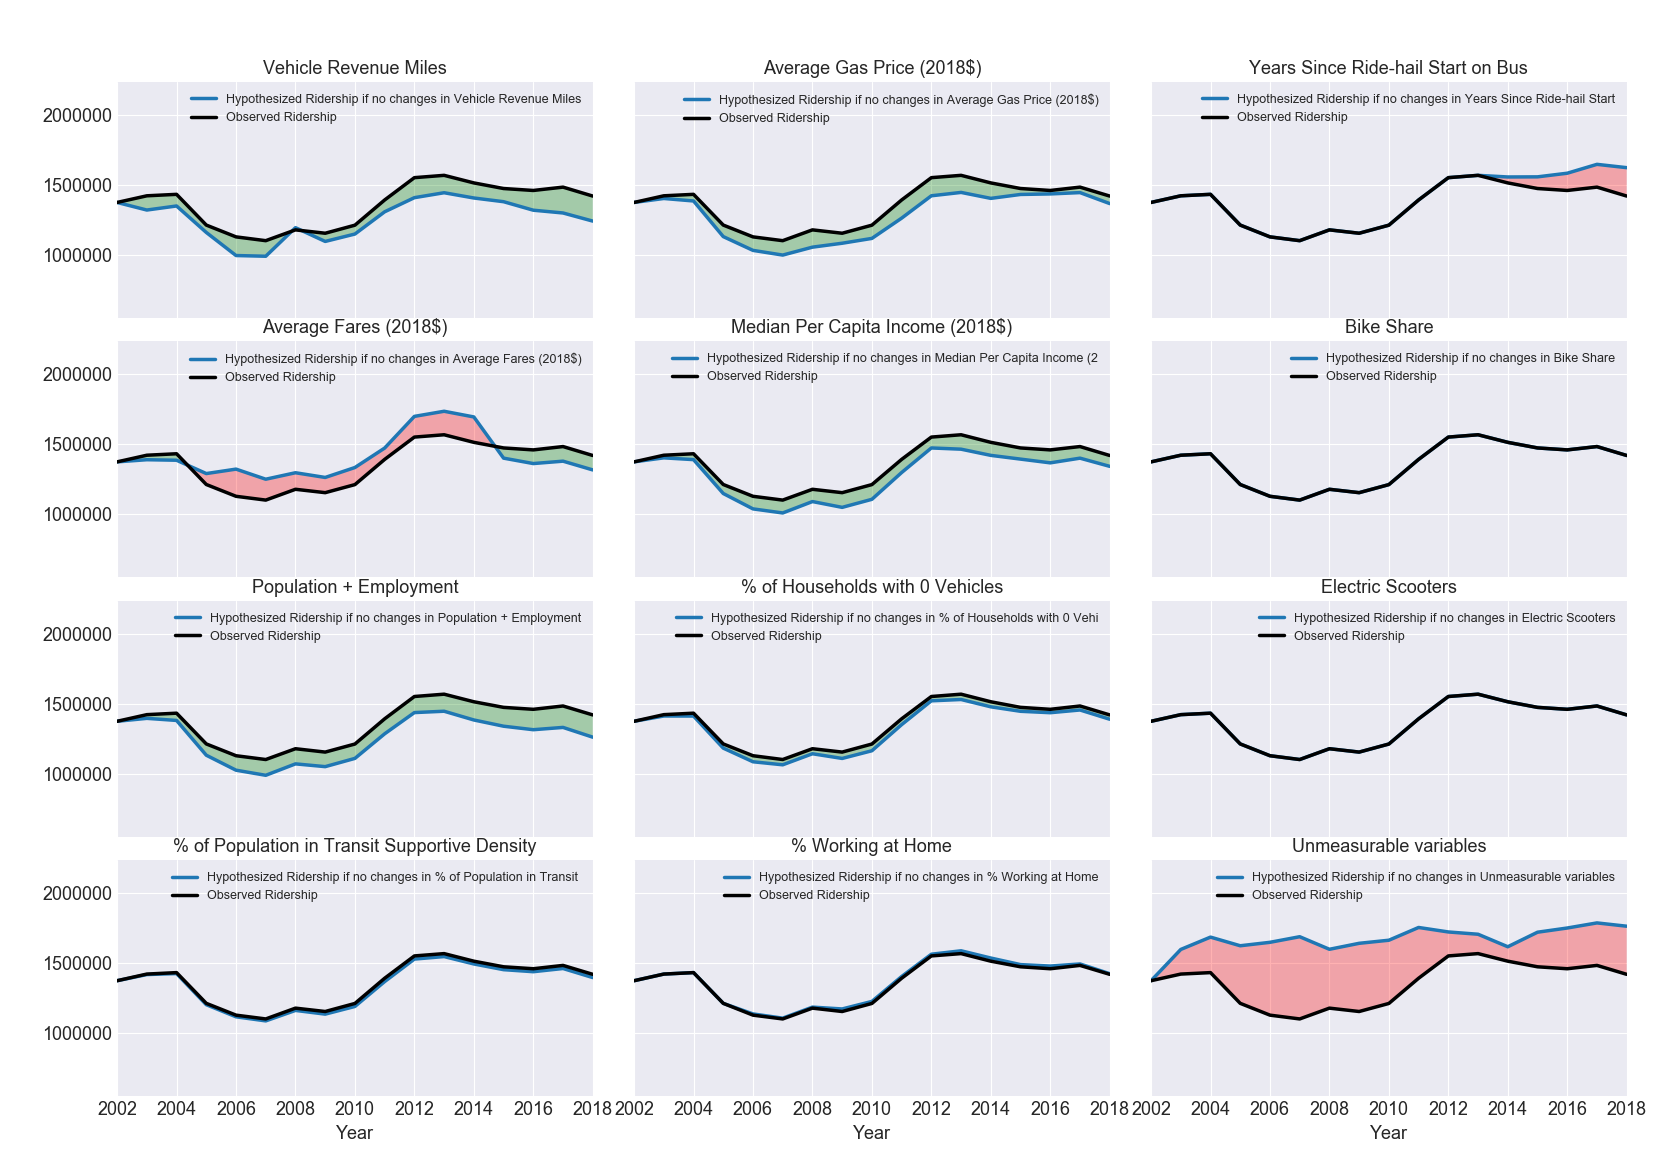 Vehicle Revenue Miles
Hypothesized Ridership if no changes in Vehicle Revenue Miles
Observed Ridership
2000000
1500000
1000000
Average Gas Price (2018$)
Hypothesized Ridership if no changes in Average Gas Price (2018$)
Observed Ridership
Years Since Ride-hail Start on Bus
Hypothesized Ridership if no changes in Years Since Ride-hail Start
Observed Ridership
Average Fares (2018$)
Hypothesized Ridership if no changes in Average Fares (2018$)
Observed Ridership
2000000
1500000
1000000
Median Per Capita Income (2018$)
Hypothesized Ridership if no changes in Median Per Capita Income (2
Observed Ridership
Bike Share
Hypothesized Ridership if no changes in Bike Share
Observed Ridership
Population + Employment
Hypothesized Ridership if no changes in Population + Employment
Observed Ridership
2000000
1500000
1000000
% of Households with 0 Vehicles
Hypothesized Ridership if no changes in % of Households with 0 Vehi
Observed Ridership
Electric Scooters
Hypothesized Ridership if no changes in Electric Scooters
Observed Ridership
% of Population in Transit Supportive Density
Hypothesized Ridership if no changes in % of Population in Transit
Observed Ridership
2000000
1500000
1000000
2002 2004 2006 2008 2010 2012 2014 2016 2018
Year
% Working at Home
Hypothesized Ridership if no changes in % Working at Home
Observed Ridership
2002 2004 2006 2008 2010 2012 2014 2016 2018
Year
Unmeasurable variables
Hypothesized Ridership if no changes in Unmeasurable variables
Observed Ridership
2002 2004 2006 2008 2010 2012 2014 2016 2018
Year